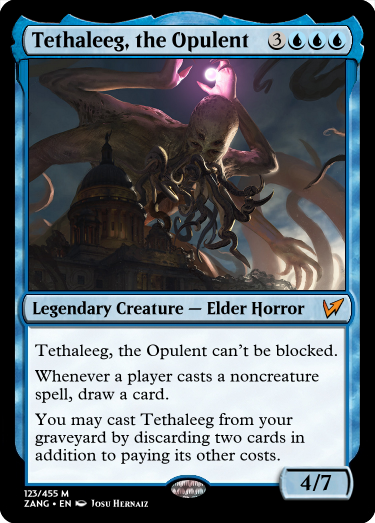 Tethaleeg, the Opulent 3
Legendary Creature — Elder Horror
Tethaleeg, the Opulent can't be blocked.
Whenever a player casts a noncreature
spell, draw a card.
You may cast Tethaleeg from your
graveyard by discarding two cards in
addition to paying its other costs.
4/7
123/455 M
ZANG • EN Josu Hernaiz